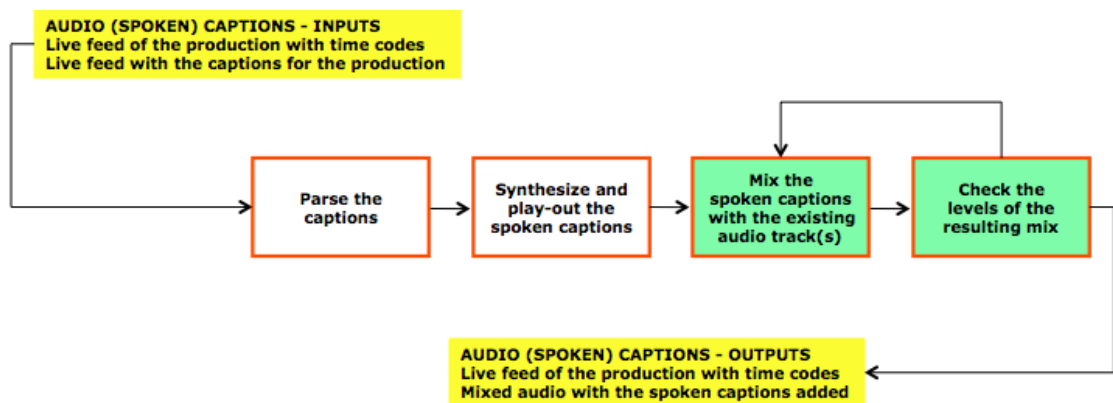 AUDIO (SPOKEN) CAPTIONS - INPUTS
Live feed of the production with time codes
Live feed with the captions for the production
Parse the
captions
Synthesize and
play-out the
spoken captions
Mix the
spoken captions
with the existing
audio track(s)
Check the
levels of the
resulting mix
AUDIO (SPOKEN) CAPTIONS - OUTPUTS
Live feed of the production with time codes
Mixed audio with the spoken captions added